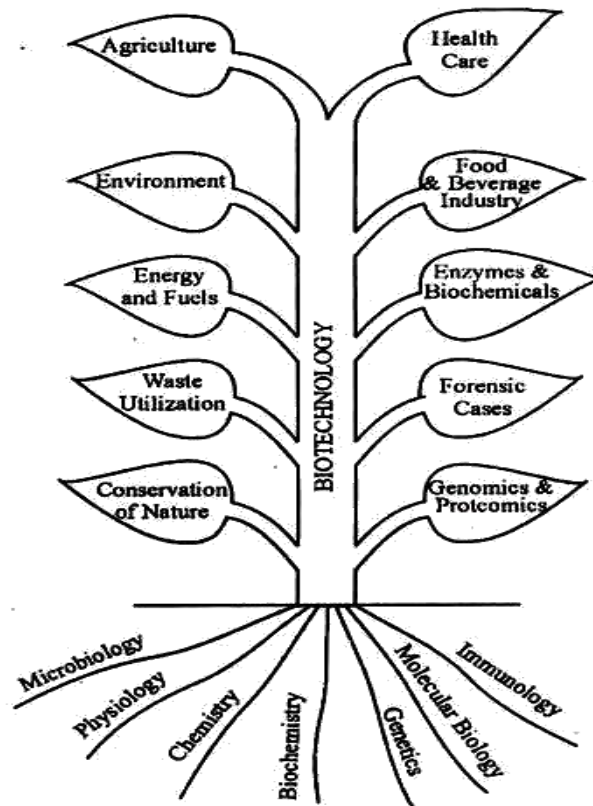 Agriculture
Health
Care
Environment
Food
& Beverage
Industry
Energy
and Fuels
Enzymes &
Biochemicals
Waste
Utilization
Forensic
Cases
Conservation
of Nature
Genomics &
Protcomics
BIOTECHNOLOGY
Microbiology
Physiology
Chemistry
Biochemistry
Genetics
Molecular Biology
Immunology